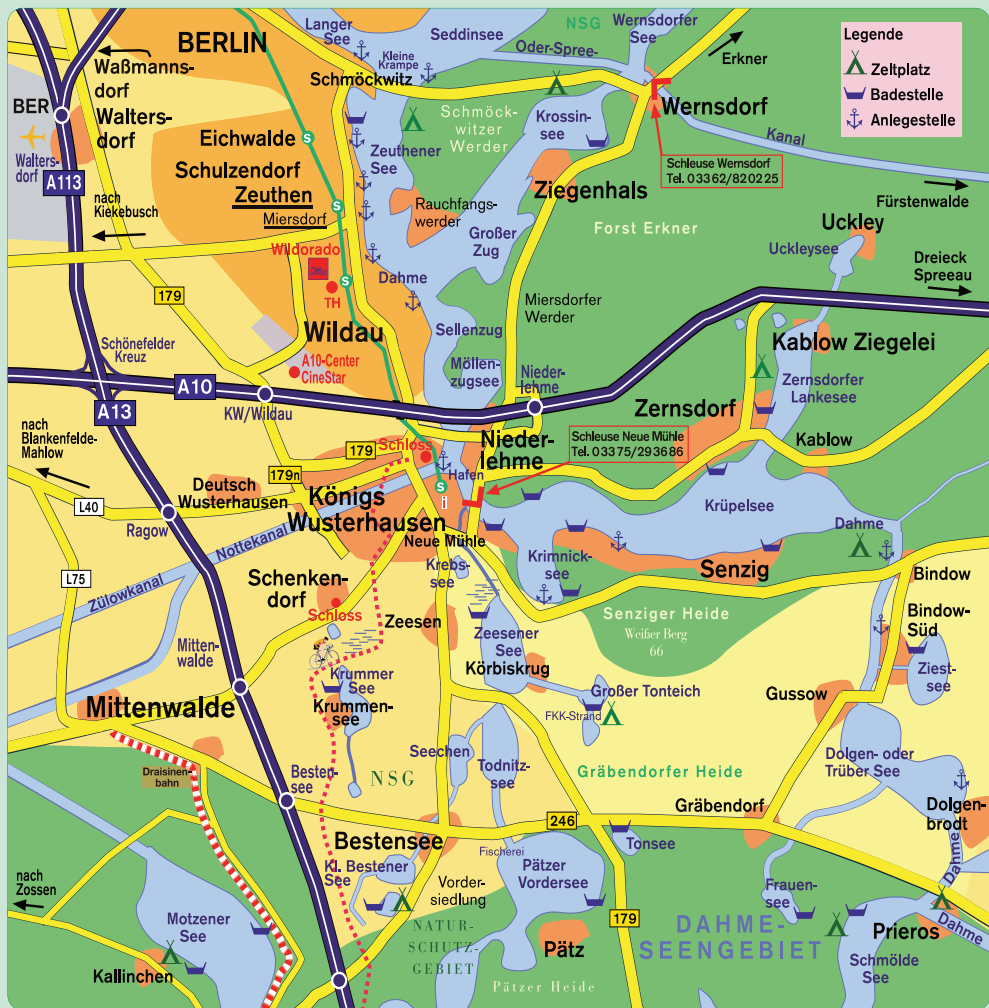 Langer
See
Seddinsee
NSG
Wernsdorfer
See
BERLIN
Kleine
Krampe
Oder-Spree-
Erkner
Legende
Zeltplatz
Badestelle
Anlegestelle
Waßmanns-
dorf
Schmöckwitz
BER
Walters-
dorf
Walters-
dorf
Schmöck-
witzer
Werder
Krossin-
see
Wernsdorf
Kanal
Eichwalde
S
Zeuthener
See
Schleuse Wernsdorf
Tel. 03362/820225
A113
Schulzendorf
Zeuthen
Miersdorf
S
nach
Kiekebusch
Ziegenhals
Rauchfangs-
werder
Fürstenwalde
Großer
Zug
Forst Erkner
Uckley
Uckleysee
Wildorado
S
TH
Dahme
Dreieck
Spreeau
179
Miersdorfer
Werder
Wildau
Sellenzug
Schönefelder
Kreuz
A10-Center
CineStar
Möllen-
zugsee
Kablow Ziegelei
A10
Nieder-
lehme
Zernsdorfer
Lankesee
A13
KW/Wildau
Zernsdorf
nach
Blankenfelde-
Mahlow
179
Schloss
Nieder-
lehme
Schleuse Neue Mühle
Tel. 03375/293686
Kablow
179n
Hafen
S
i
Deutsch
Wusterhausen
Königs
Wusterhausen
L40
Krüpelsee
Ragow
Nottekanal
Neue Mühle
Dahme
Krebs-
see
Krimnick-
see
Senzig
L75
Zülowkanal
Schenken-
dorf
Schloss
Bindow
Zeesen
Senziger Heide
Weißer Berg
66
Bindow-
Süd
Mitten-
walde
Zeesener
See
Körbiskrug
Ziest-
see
Krummer
See
Krummen-
see
Großer Tonteich
FKK-Strand
Gussow
Mittenwalde
Seechen
Todnitz-
see
Dolgen- oder
Trüber See
Draisinen-
bahn
Besten-
see
NSG
Gräbendorfer Heide
Gräbendorf
Dolgen-
brodt
246
Bestensee
Tonsee
Dahme
Fischerei
Kl. Bestener
See
Pätzer
Vordersee
nach
Zossen
Vorder-
siedlung
Frauen-
see
Motzener
See
179
DAHME-
SEENGEBIET
Prieros
Dahme
NATUR-
SCHUTZ-
GEBIET
Pätz
Schmölde
See
Kallinchen
Pätzer Heide